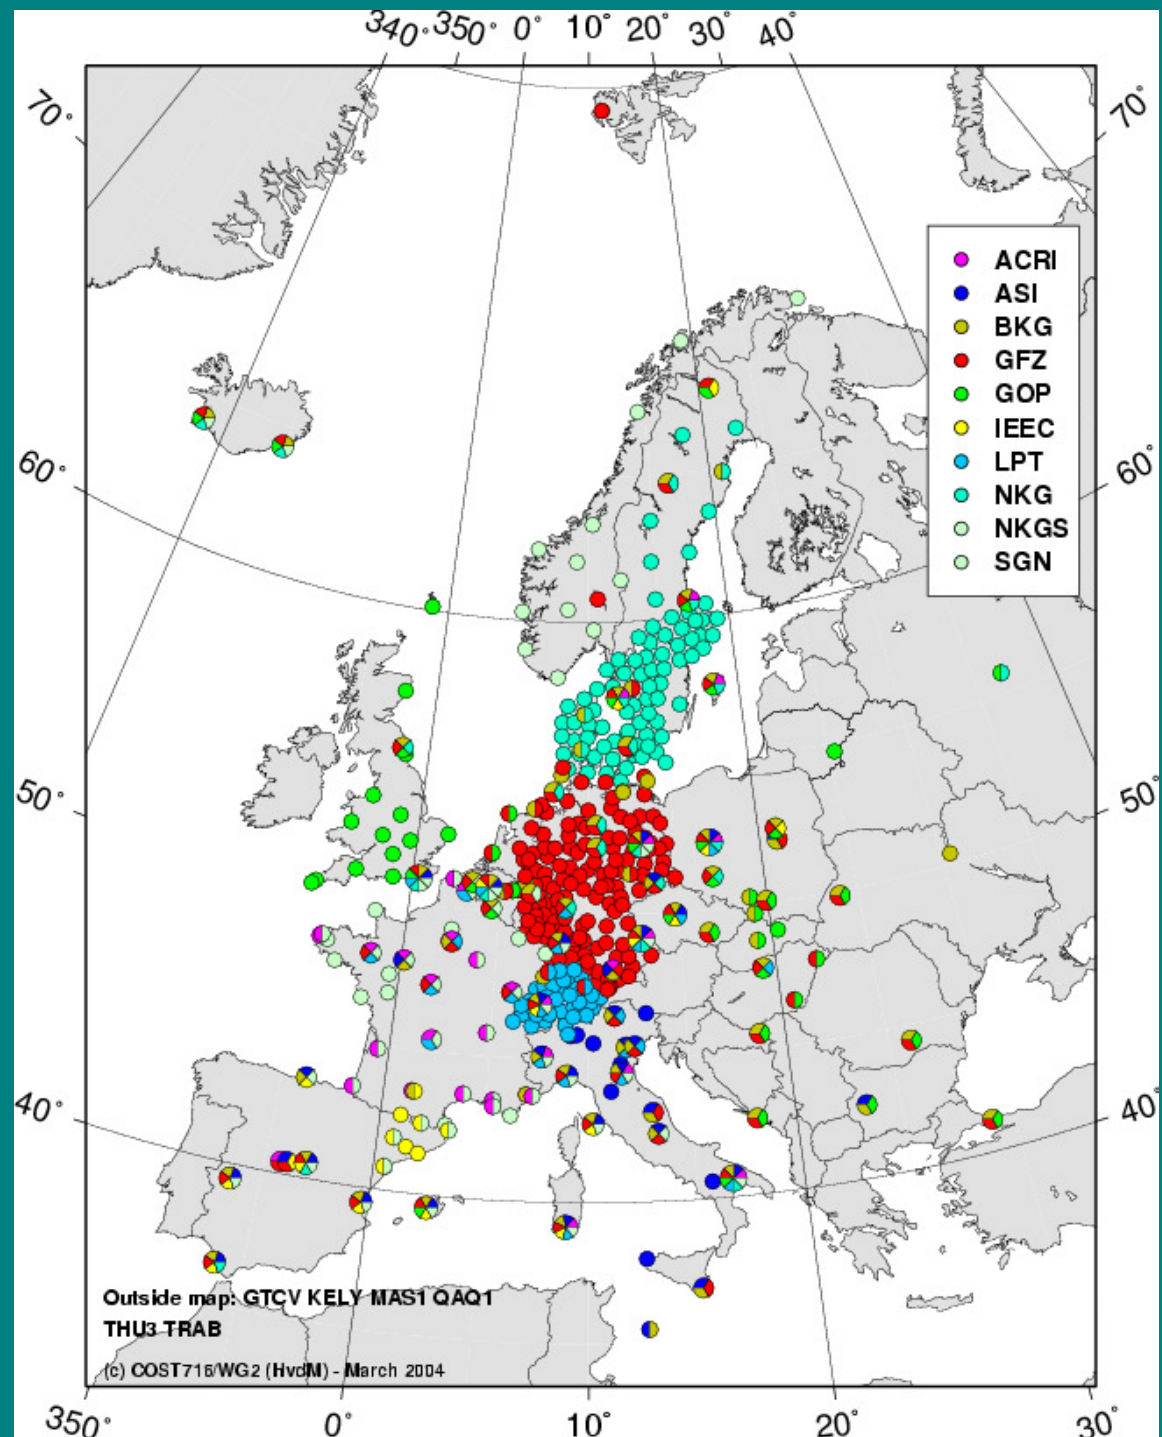 340° 350° 0° 10° 20° 30° 40°
70° 70°
ACRI
ASI
BKG
GFZ
GOP
IEEC
LPT
NKG
NKGS
SGN
60° 60°
50° 50°
40° 40°
Outside map: GTCV KELY MAS1 QAQ1
THU3 TRAB
(c) COST716/WG2 (HvdM) - March 2004
350° 0° 10° 20° 30°